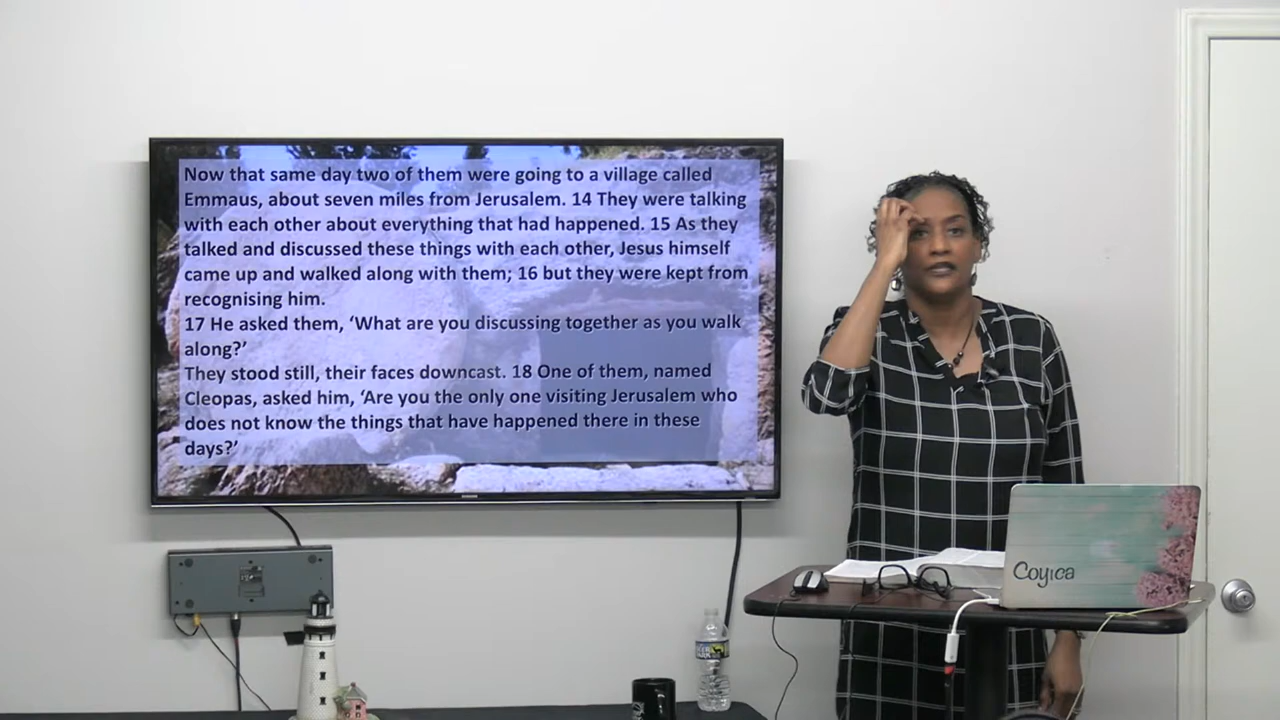 Now that same day two of them were going to a village called
Emmaus, about seven miles from Jerusalem. 14 They were talking
with each other about everything that had happened. 15 As they
talked and discussed these things with each other, Jesus himself
came up and walked along with them; 16 but they were kept from
recognising him.
17 He asked them, ‘What are you discussing together as you walk
along?’
They stood still, their faces downcast. 18 One of them, named
Cleopas, asked him, ‘Are you the only one visiting Jerusalem who
does not know the things that have happened there in these
days?’
Coyica